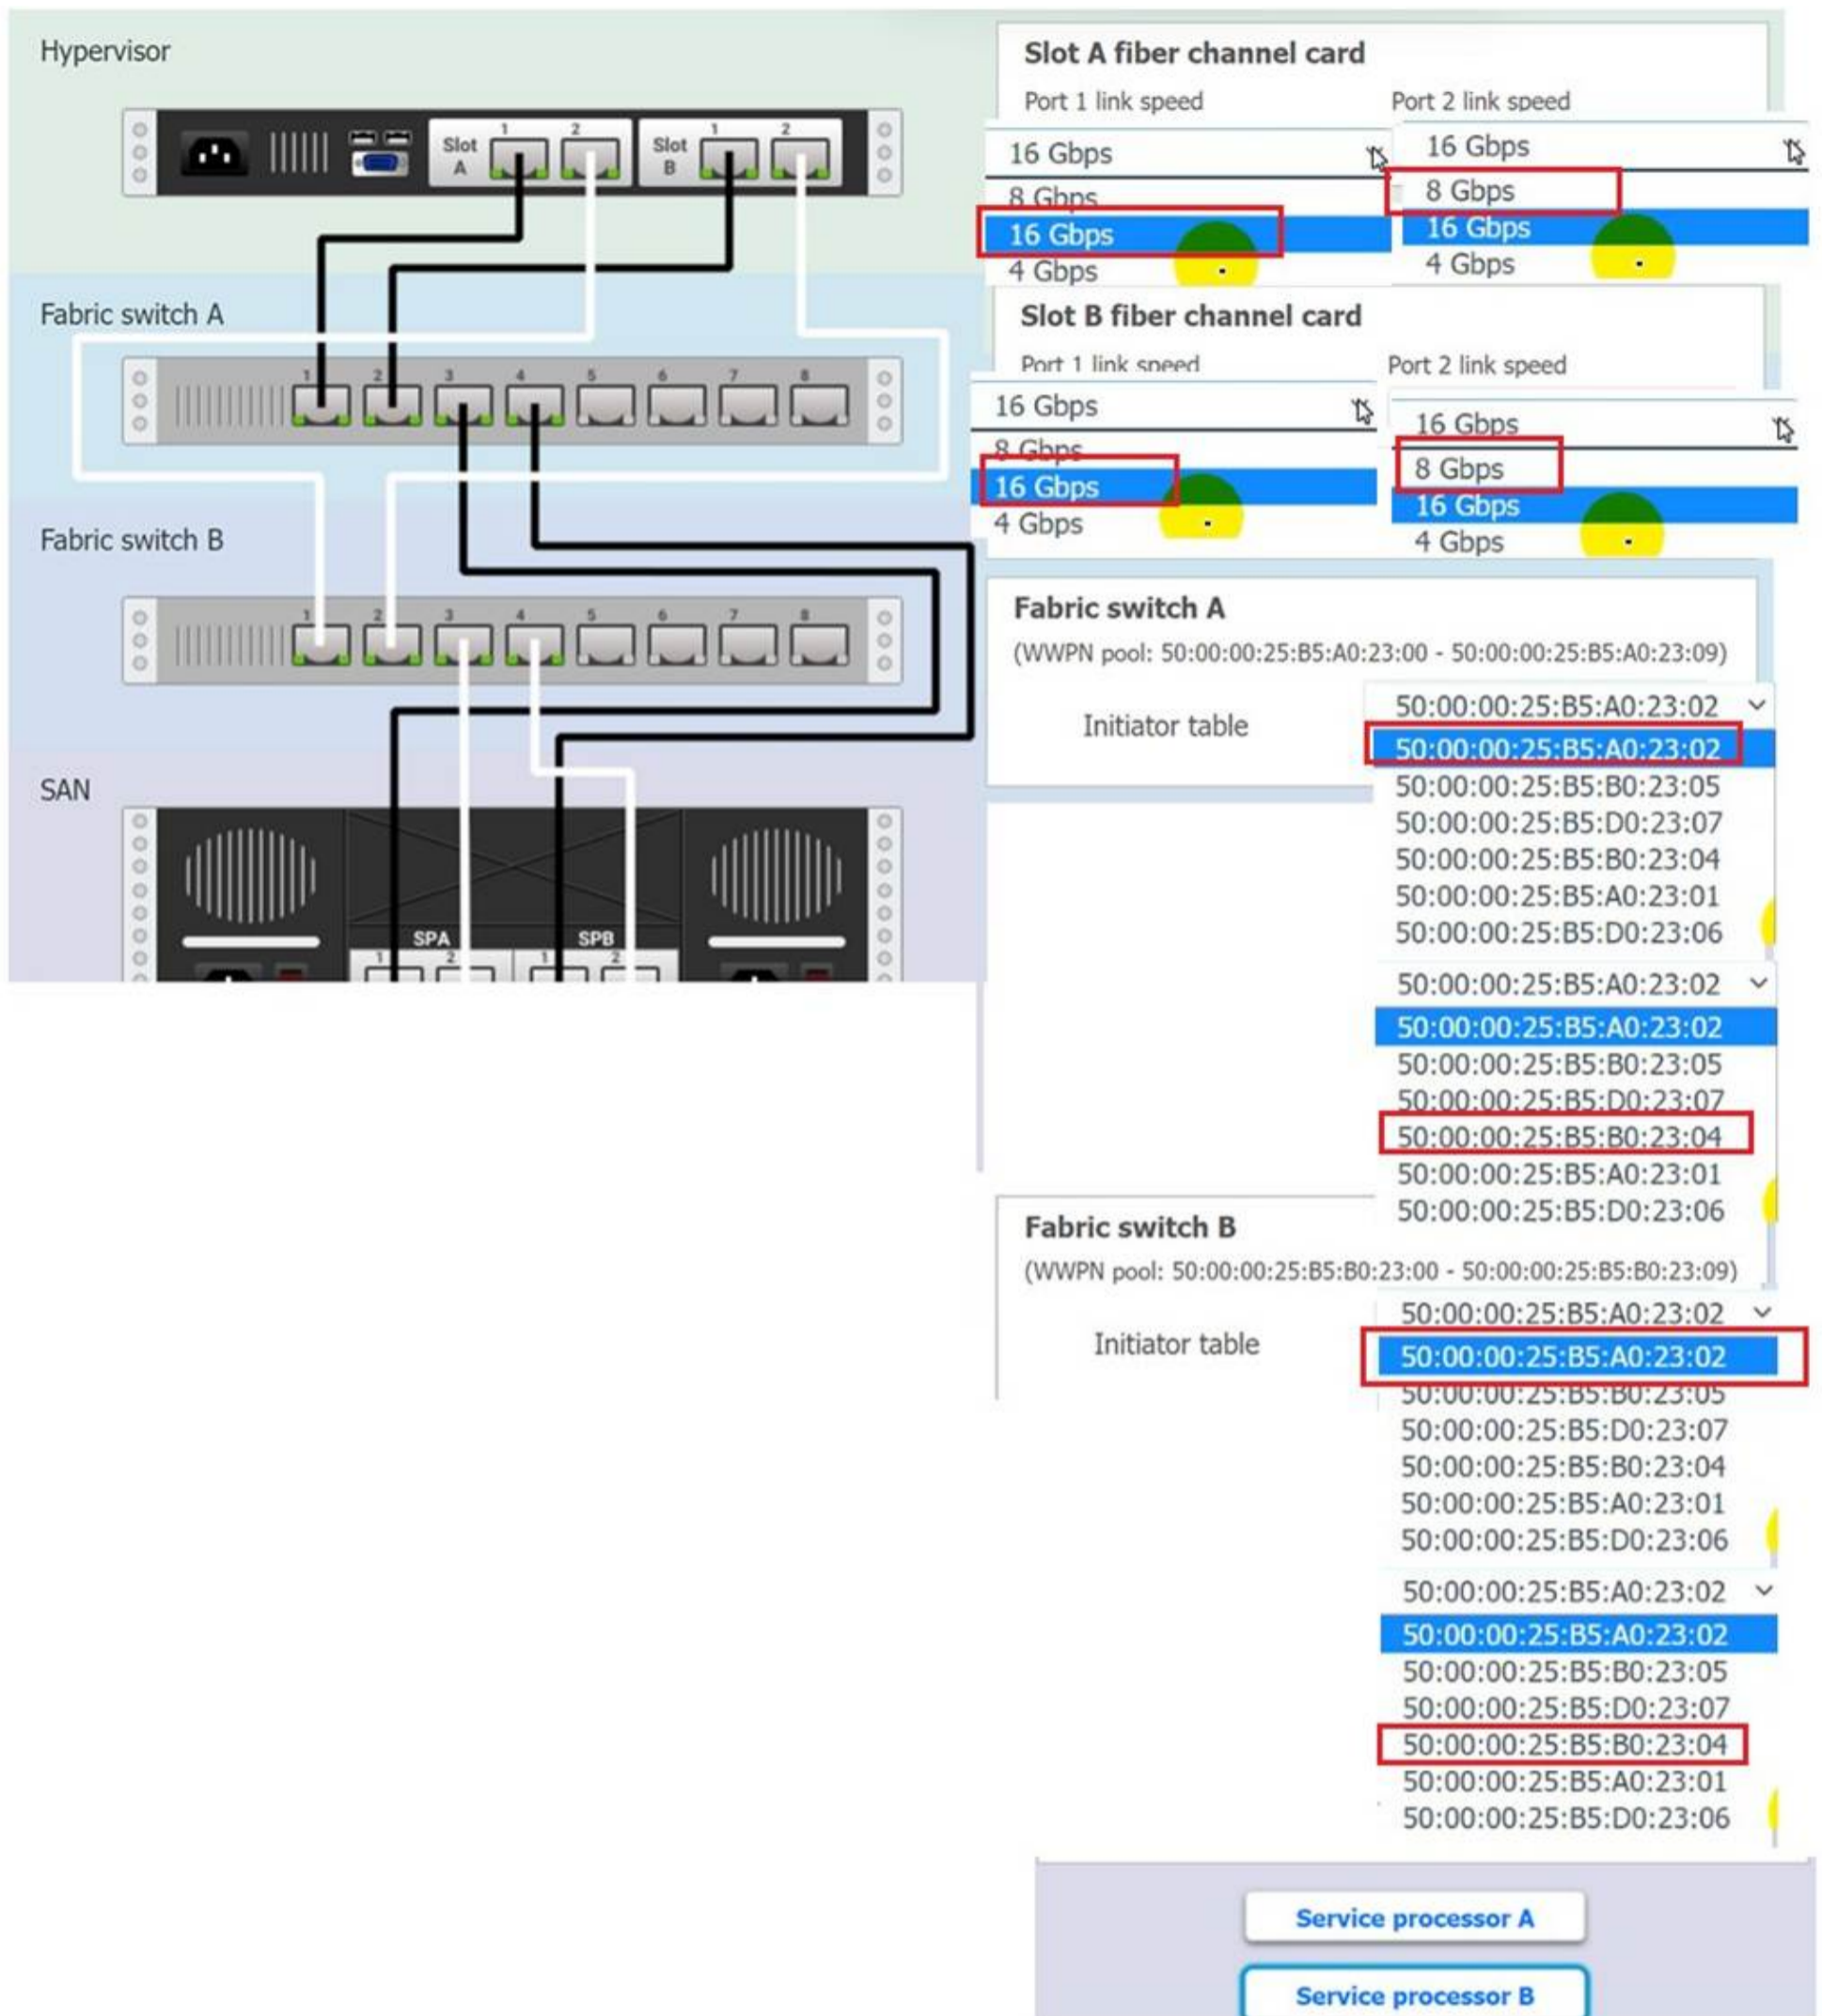 Hypervisor
Slot A
1
2
Slot B
1
2
Fabric switch A
1
2
3
4
5
6
7
8
Fabric switch B
1
2
3
4
5
6
7
8
SAN
SPA
SPB
1
2
1
2
Slot A fiber channel card
Port 1 link speed
Port 2 link speed
16 Gbps
8 Gbps
16 Gbps
4 Gbps
16 Gbps
8 Gbps
16 Gbps
4 Gbps
Slot B fiber channel card
Port 1 link speed
Port 2 link speed
16 Gbps
8 Gbps
16 Gbps
4 Gbps
16 Gbps
8 Gbps
16 Gbps
4 Gbps
Fabric switch A
(WWPN pool: 50:00:00:25:B5:A0:23:00 - 50:00:00:25:B5:A0:23:09)
Initiator table
50:00:00:25:B5:A0:23:02
50:00:00:25:B5:A0:23:02
50:00:00:25:B5:B0:23:05
50:00:00:25:B5:D0:23:07
50:00:00:25:B5:B0:23:04
50:00:00:25:B5:A0:23:01
50:00:00:25:B5:D0:23:06
50:00:00:25:B5:A0:23:02
50:00:00:25:B5:A0:23:02
50:00:00:25:B5:B0:23:05
50:00:00:25:B5:D0:23:07
50:00:00:25:B5:B0:23:04
50:00:00:25:B5:A0:23:01
50:00:00:25:B5:D0:23:06
Fabric switch B
(WWPN pool: 50:00:00:25:B5:B0:23:00 - 50:00:00:25:B5:B0:23:09)
Initiator table
50:00:00:25:B5:A0:23:02
50:00:00:25:B5:A0:23:02
50:00:00:25:B5:B0:23:05
50:00:00:25:B5:D0:23:07
50:00:00:25:B5:B0:23:04
50:00:00:25:B5:A0:23:01
50:00:00:25:B5:D0:23:06
50:00:00:25:B5:A0:23:02
50:00:00:25:B5:A0:23:02
50:00:00:25:B5:B0:23:05
50:00:00:25:B5:D0:23:07
50:00:00:25:B5:B0:23:04
50:00:00:25:B5:A0:23:01
50:00:00:25:B5:D0:23:06
Service processor A
Service processor B